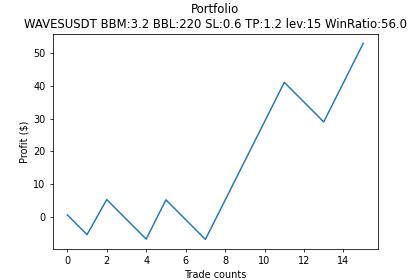 Portfolio
WAVESUSDT BBM:3.2 BBL:220 SL:0.6 TP:1.2 lev:15 WinRatio:56.0
50
40
30
20
10
0
Profit ($)
0 2 4 6 8 10 12 14
Trade counts